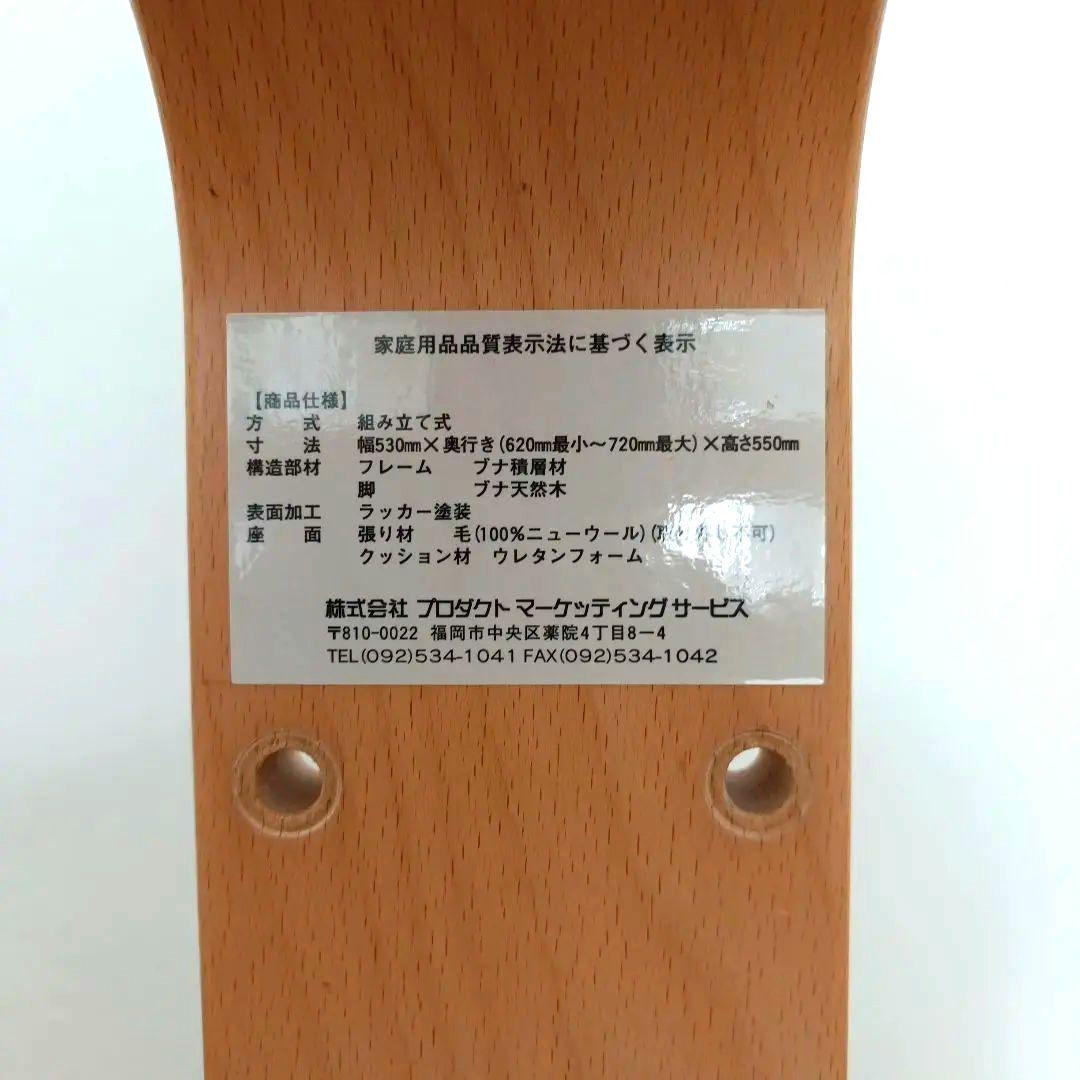 家庭用品品質表示法に基づく表示
【商品仕様】
方 式 組み立て式
寸 法 幅530㎜×奥行き(620㎜最小～720㎜最大)×高さ550㎜
構造部材 フレーム ブナ積層材
脚 ブナ天然木
表面加工 ラッカー塗装
座 面 張り材 毛(100%ニューウール)
クッション材 ウレタンフォーム
株式会社 プロダクト マーケッティング サービス
〒810-0022 福岡市中央区薬院4丁目8-4
TEL(092)534-1041 FAX(092)534-1042